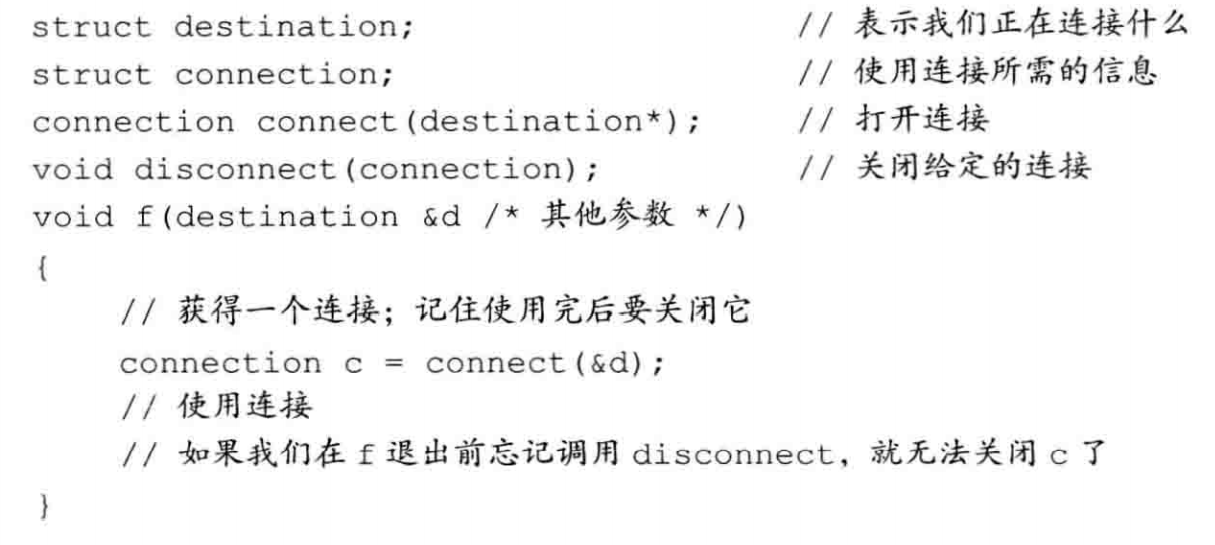 struct destination; // 表示我们正在连接什么
struct connection; // 使用连接所需的信息
connection connect(destination*); // 打开连接
void disconnect(connection); // 关闭给定的连接
void f(destination &d /* 其他参数 */)
{
// 获得一个连接；记住使用完后要关闭它
connection c = connect(&d);
// 使用连接
// 如果我们在 f 退出前忘记调用 disconnect，就无法关闭 c 了
}